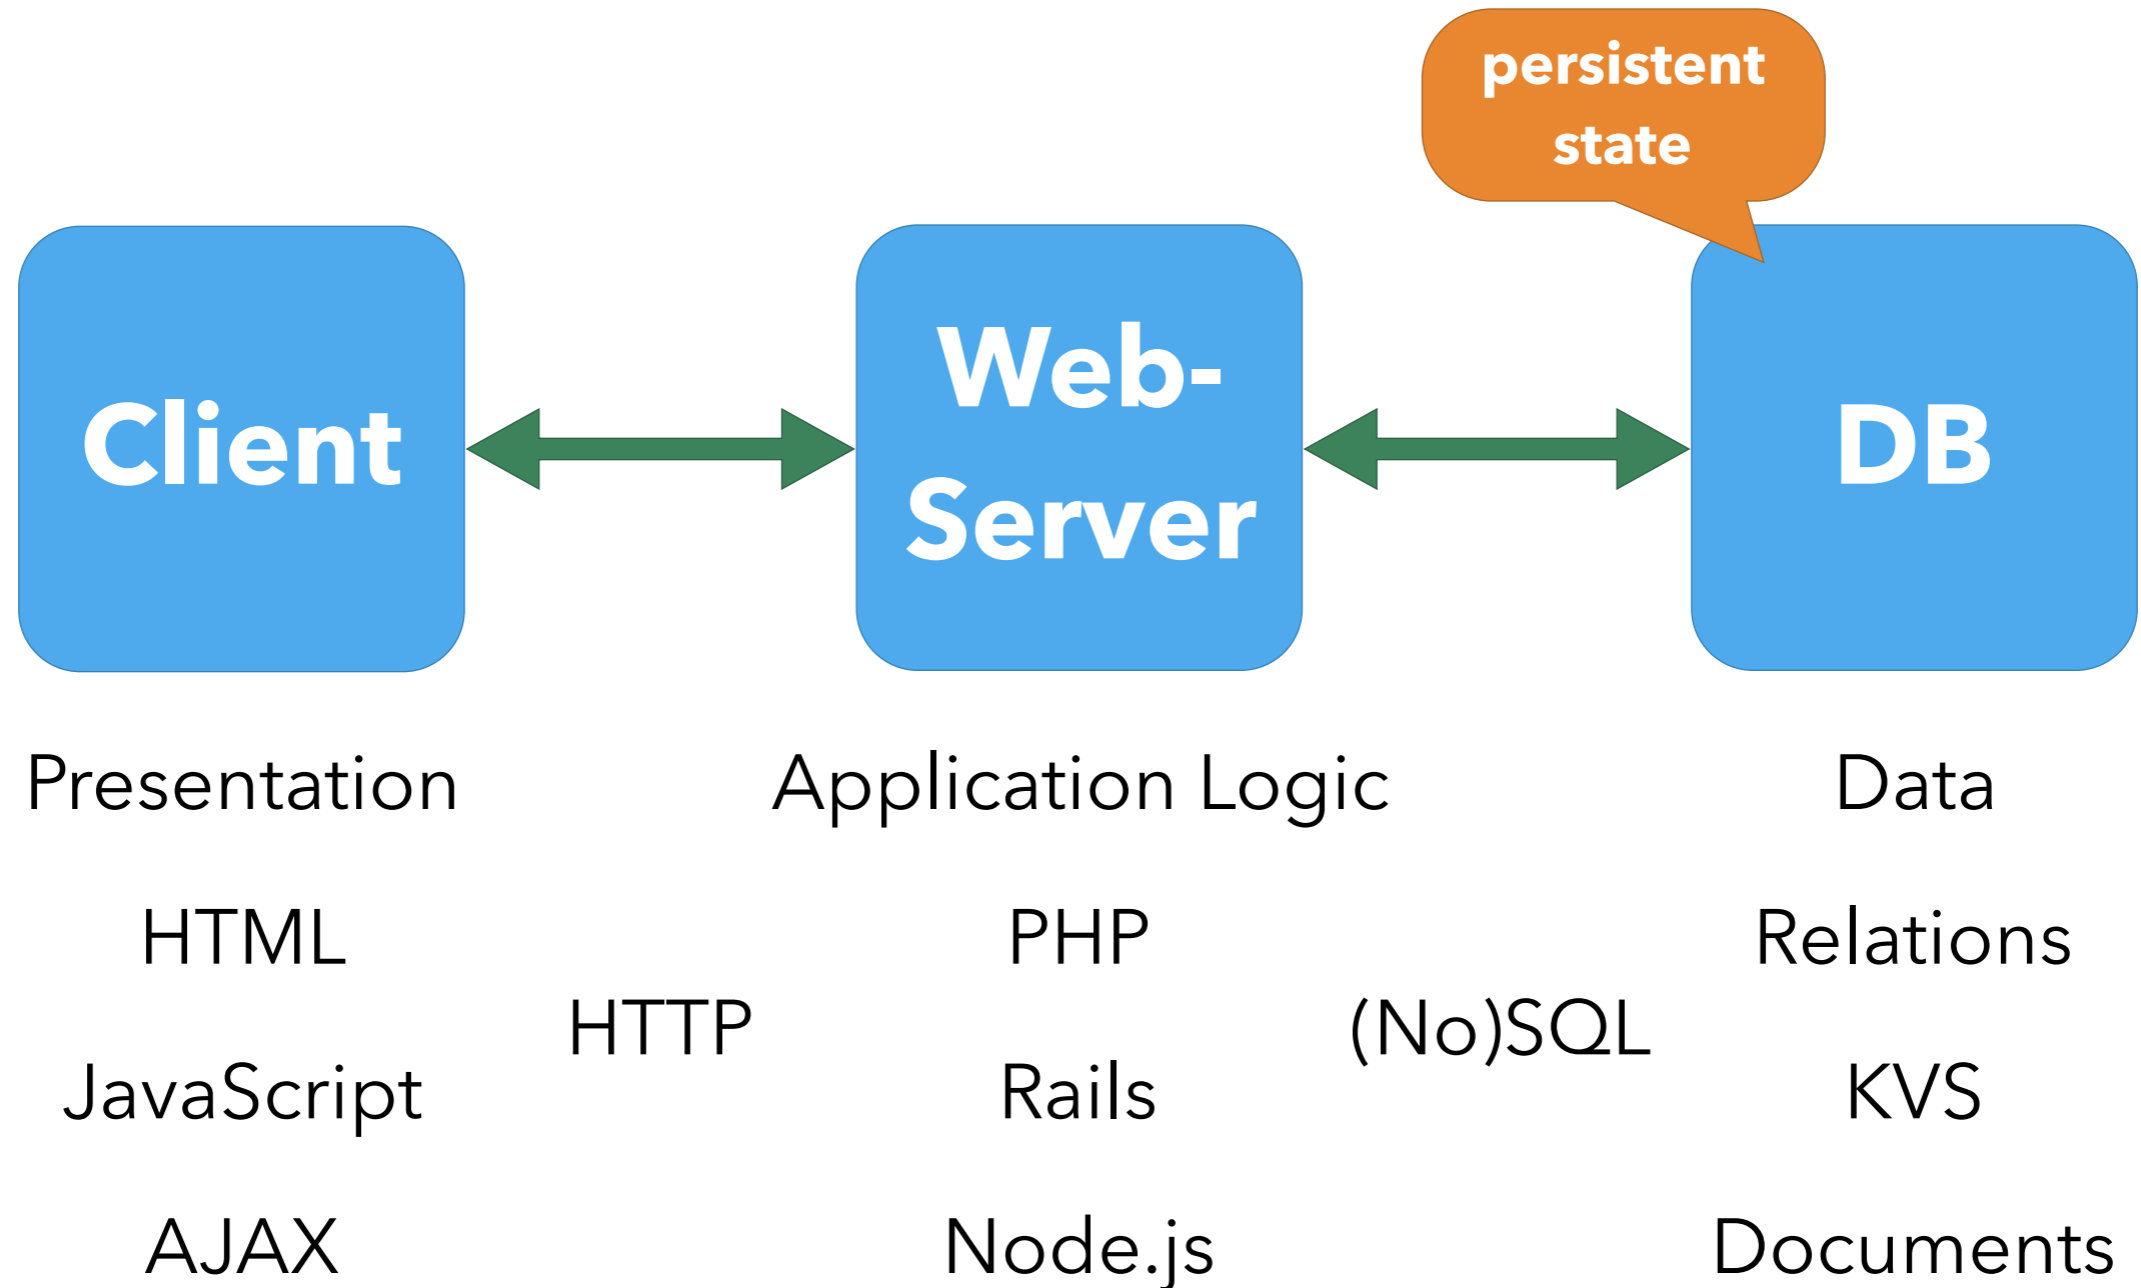 persistent
state
Client
Web-
Server
DB
Presentation
Application Logic
Data
HTML
PHP
Relations
HTTP
(No)SQL
JavaScript
Rails
KVS
AJAX
Node.js
Documents